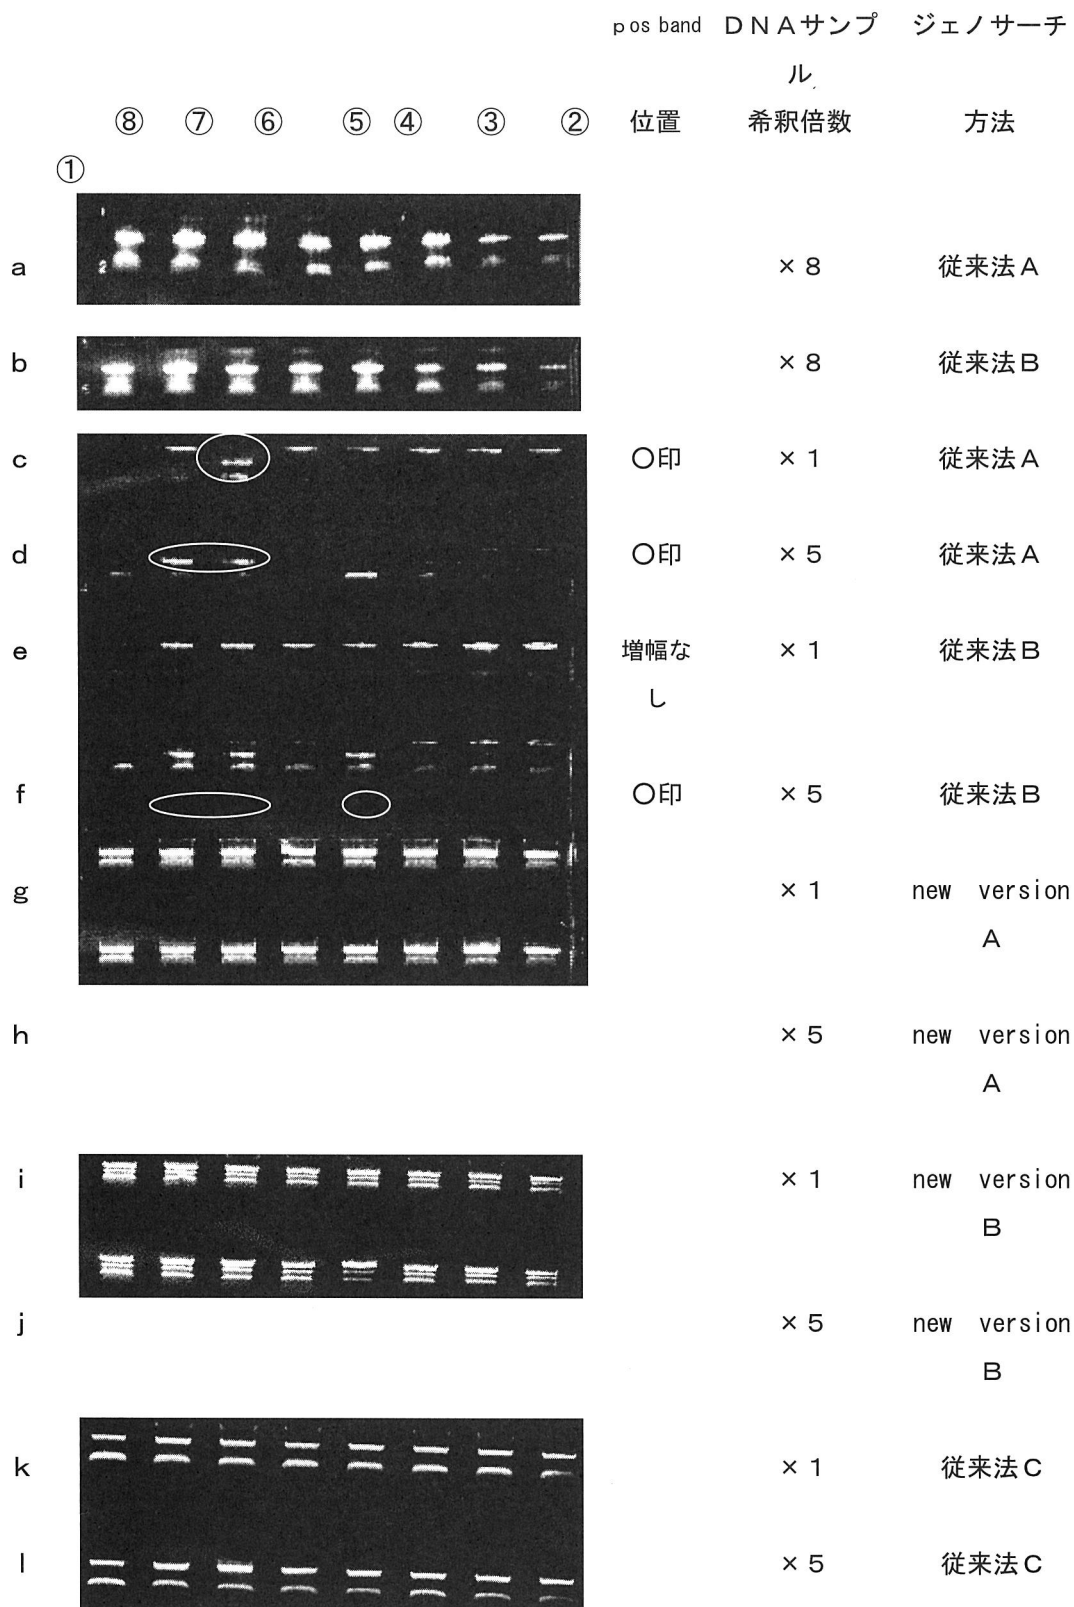 pos band ＤＮＡサンプ ジェノサーチ
ル
⑧ ⑦ ⑥ ⑤ ④ ③ ② 位置 希釈倍数 方法
①
a ×８ 従来法Ａ
b ×８ 従来法Ｂ
c 〇印 ×１ 従来法Ａ
d 〇印 ×５ 従来法Ａ
e 増幅な ×１ 従来法Ｂ
し
f 〇印 ×５ 従来法Ｂ
g ×１ new version
Ａ
h ×５ new version
Ａ
i ×１ new version
Ｂ
j ×５ new version
Ｂ
k ×１ 従来法Ｃ
l ×５ 従来法Ｃ